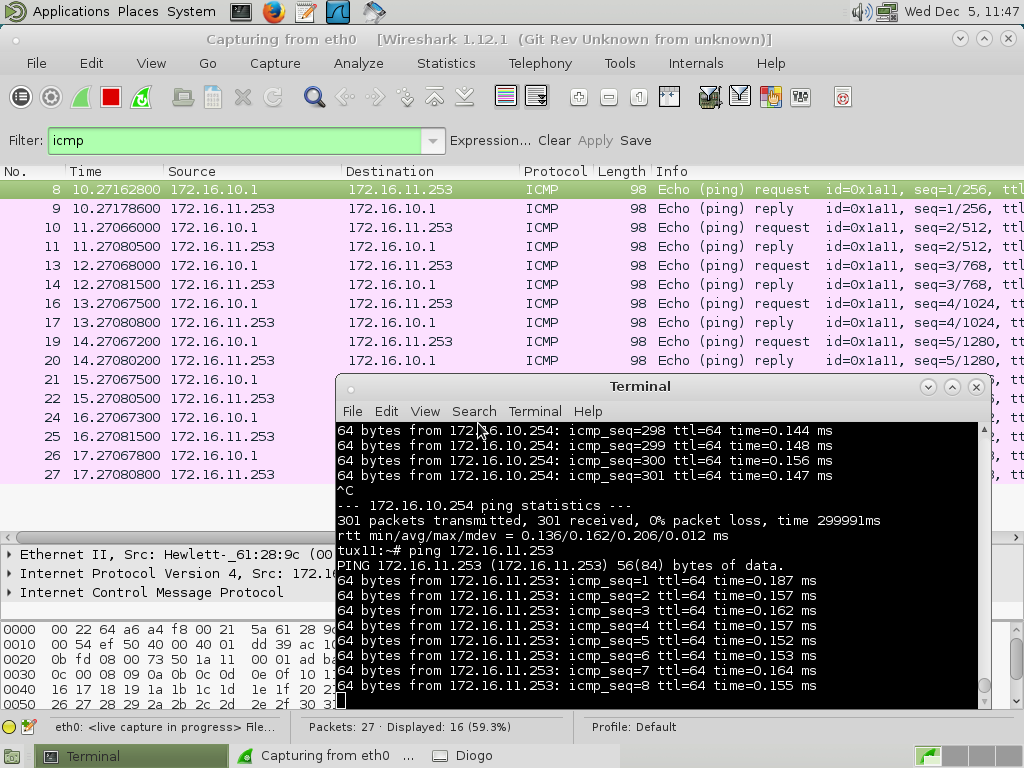 Applications Places System Wed Dec 5, 11:47
Capturing from eth0 [Wireshark 1.12.1 (Git Rev Unknown from unknown)]
File Edit View Go Capture Analyze Statistics Telephony Tools Internals Help
Filter: icmp Expression... Clear Apply Save
No. Time Source Destination Protocol Length Info
8 10.27162800 172.16.10.1 172.16.11.253 ICMP 98 Echo (ping) request id=0x1a11, seq=1/256, ttl
9 10.27178600 172.16.11.253 172.16.10.1 ICMP 98 Echo (ping) reply id=0x1a11, seq=1/256, ttl
10 11.27066000 172.16.10.1 172.16.11.253 ICMP 98 Echo (ping) request id=0x1a11, seq=2/512, ttl
11 11.27080500 172.16.11.253 172.16.10.1 ICMP 98 Echo (ping) reply id=0x1a11, seq=2/512, ttl
13 12.27068000 172.16.10.1 172.16.11.253 ICMP 98 Echo (ping) request id=0x1a11, seq=3/768, ttl
14 12.27081500 172.16.11.253 172.16.10.1 ICMP 98 Echo (ping) reply id=0x1a11, seq=3/768, ttl
16 13.27067500 172.16.10.1 172.16.11.253 ICMP 98 Echo (ping) request id=0x1a11, seq=4/1024, tt
17 13.27080800 172.16.11.253 172.16.10.1 ICMP 98 Echo (ping) reply id=0x1a11, seq=4/1024, tt
19 14.27067200 172.16.10.1 172.16.11.253 ICMP 98 Echo (ping) request id=0x1a11, seq=5/1280, tt
20 14.27080600 172.16.11.253 172.16.10.1 ICMP 98 Echo (ping) reply id=0x1a11, seq=5/1280, tt
21 15.27067500 172.16.10.1
22 15.27080500 172.16.11.253
24 16.27067300 172.16.10.1
25 16.27081500 172.16.11.253
26 17.27067800 172.16.10.1
27 17.27080800 172.16.11.253
Terminal
File Edit View Search Terminal Help
64 bytes from 172.16.10.254: icmp_seq=298 ttl=64 time=0.144 ms
64 bytes from 172.16.10.254: icmp_seq=299 ttl=64 time=0.148 ms
64 bytes from 172.16.10.254: icmp_seq=300 ttl=64 time=0.156 ms
64 bytes from 172.16.10.254: icmp_seq=301 ttl=64 time=0.147 ms
^C
--- 172.16.10.254 ping statistics ---
301 packets transmitted, 301 received, 0% packet loss, time 299991ms
rtt min/avg/max/mdev = 0.136/0.162/0.206/0.012 ms
tux11:~# ping 172.16.11.253
PING 172.16.11.253 (172.16.11.253) 56(84) bytes of data.
64 bytes from 172.16.11.253: icmp_seq=1 ttl=64 time=0.187 ms
64 bytes from 172.16.11.253: icmp_seq=2 ttl=64 time=0.157 ms
64 bytes from 172.16.11.253: icmp_seq=3 ttl=64 time=0.162 ms
64 bytes from 172.16.11.253: icmp_seq=4 ttl=64 time=0.157 ms
64 bytes from 172.16.11.253: icmp_seq=5 ttl=64 time=0.152 ms
64 bytes from 172.16.11.253: icmp_seq=6 ttl=64 time=0.153 ms
64 bytes from 172.16.11.253: icmp_seq=7 ttl=64 time=0.164 ms
64 bytes from 172.16.11.253: icmp_seq=8 ttl=64 time=0.155 ms
Ethernet II, Src: Hewlett-_61:28:9c (00
Internet Protocol Version 4, Src: 172.16
Internet Control Message Protocol
0000 00 22 64 a6 a4 f8 00 21 5a 61 28 9c
0010 00 54 ef 50 40 00 40 01 dd 39 ac 10
0020 0b fd 08 00 73 50 1a 11 00 01 ad ba
0030 0c 00 08 09 0a 0b 0c 0d 0e 0f 10 11
0040 16 17 18 19 1a 1b 1c 1d 1e 1f 20 21
0050 26 27 28 29 2a 2b 2c 2d 2e 2f 30 31
eth0: <live capture in progress> File... Packets: 27 · Displayed: 16 (59.3%) Profile: Default
Terminal Capturing from eth0 ... Diogo